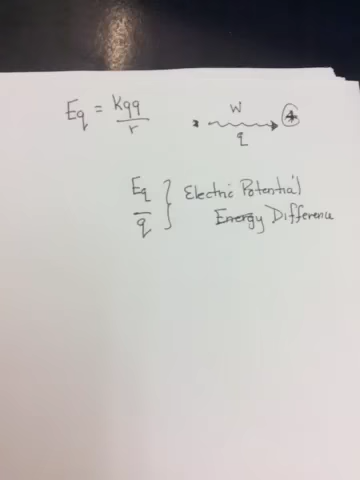 Eq = Kqq/r
W
q
+
Eq/q } Electric Potential
Energy Difference